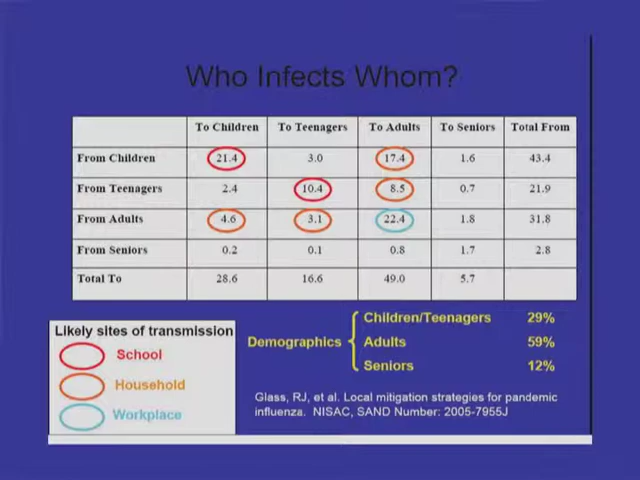 Who Infects Whom?
To Children To Teenagers To Adults To Seniors Total From
From Children 21.4 3.0 17.4 1.6 43.4
From Teenagers 2.4 10.4 8.5 0.7 21.9
From Adults 4.6 3.1 22.4 1.8 31.8
From Seniors 0.2 0.1 0.8 1.7 2.8
Total To 28.6 16.6 49.0 5.7
Likely sites of transmission
School
Household
Workplace
Demographics
Children/Teenagers 29%
Adults 59%
Seniors 12%
Glass, RJ, et al. Local mitigation strategies for pandemic
influenza. NISAC, SAND Number: 2005-7955J